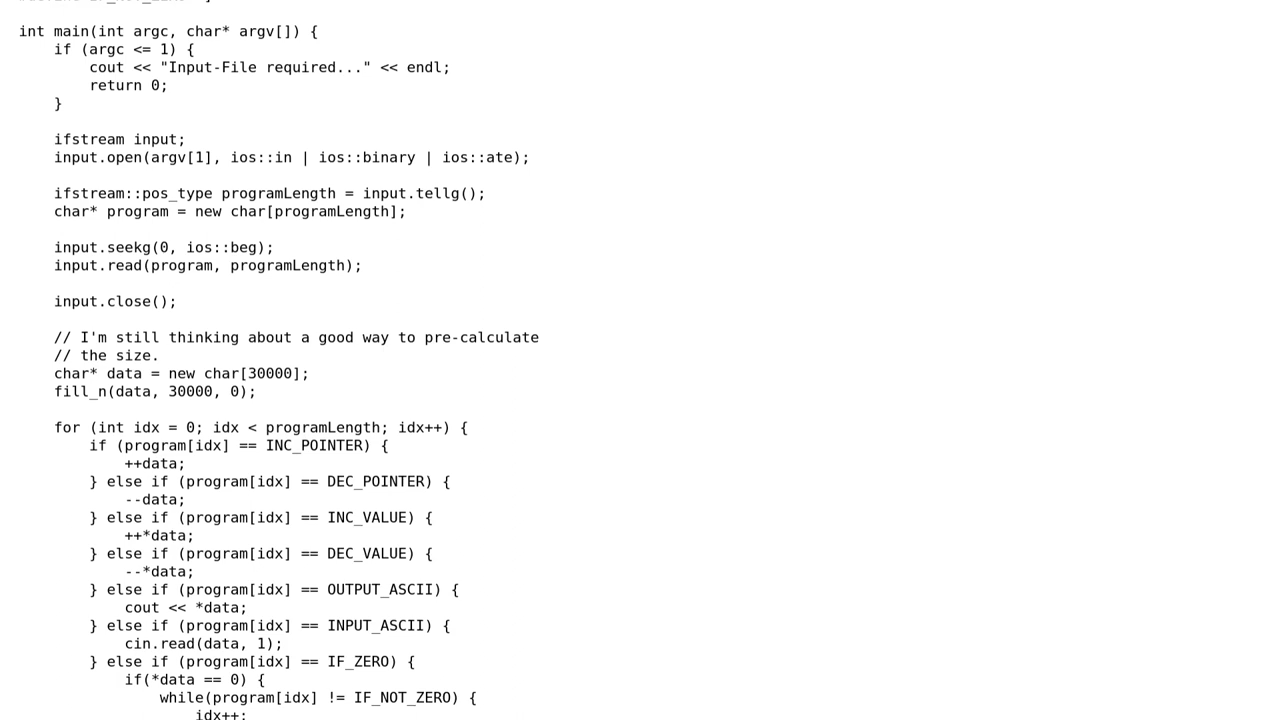 int main(int argc, char* argv[]) {
    if (argc <= 1) {
        cout << "Input-File required..." << endl;
        return 0;
    }

    ifstream input;
    input.open(argv[1], ios::in | ios::binary | ios::ate);

    ifstream::pos_type programLength = input.tellg();
    char* program = new char[programLength];

    input.seekg(0, ios::beg);
    input.read(program, programLength);

    input.close();

    // I'm still thinking about a good way to pre-calculate
    // the size.
    char* data = new char[30000];
    fill_n(data, 30000, 0);

    for (int idx = 0; idx < programLength; idx++) {
        if (program[idx] == INC_POINTER) {
            ++data;
        } else if (program[idx] == DEC_POINTER) {
            --data;
        } else if (program[idx] == INC_VALUE) {
            ++*data;
        } else if (program[idx] == DEC_VALUE) {
            --*data;
        } else if (program[idx] == OUTPUT_ASCII) {
            cout << *data;
        } else if (program[idx] == INPUT_ASCII) {
            cin.read(data, 1);
        } else if (program[idx] == IF_ZERO) {
            if(*data == 0) {
                while(program[idx] != IF_NOT_ZERO) {
                    idx++;